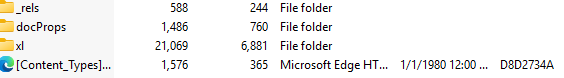 _rels 588 244 File folder
docProps 1,486 760 File folder
xl 21,069 6,881 File folder
[Content_Types]... 1,576 365 Microsoft Edge HT... 1/1/1980 12:00 ... D8D2734A